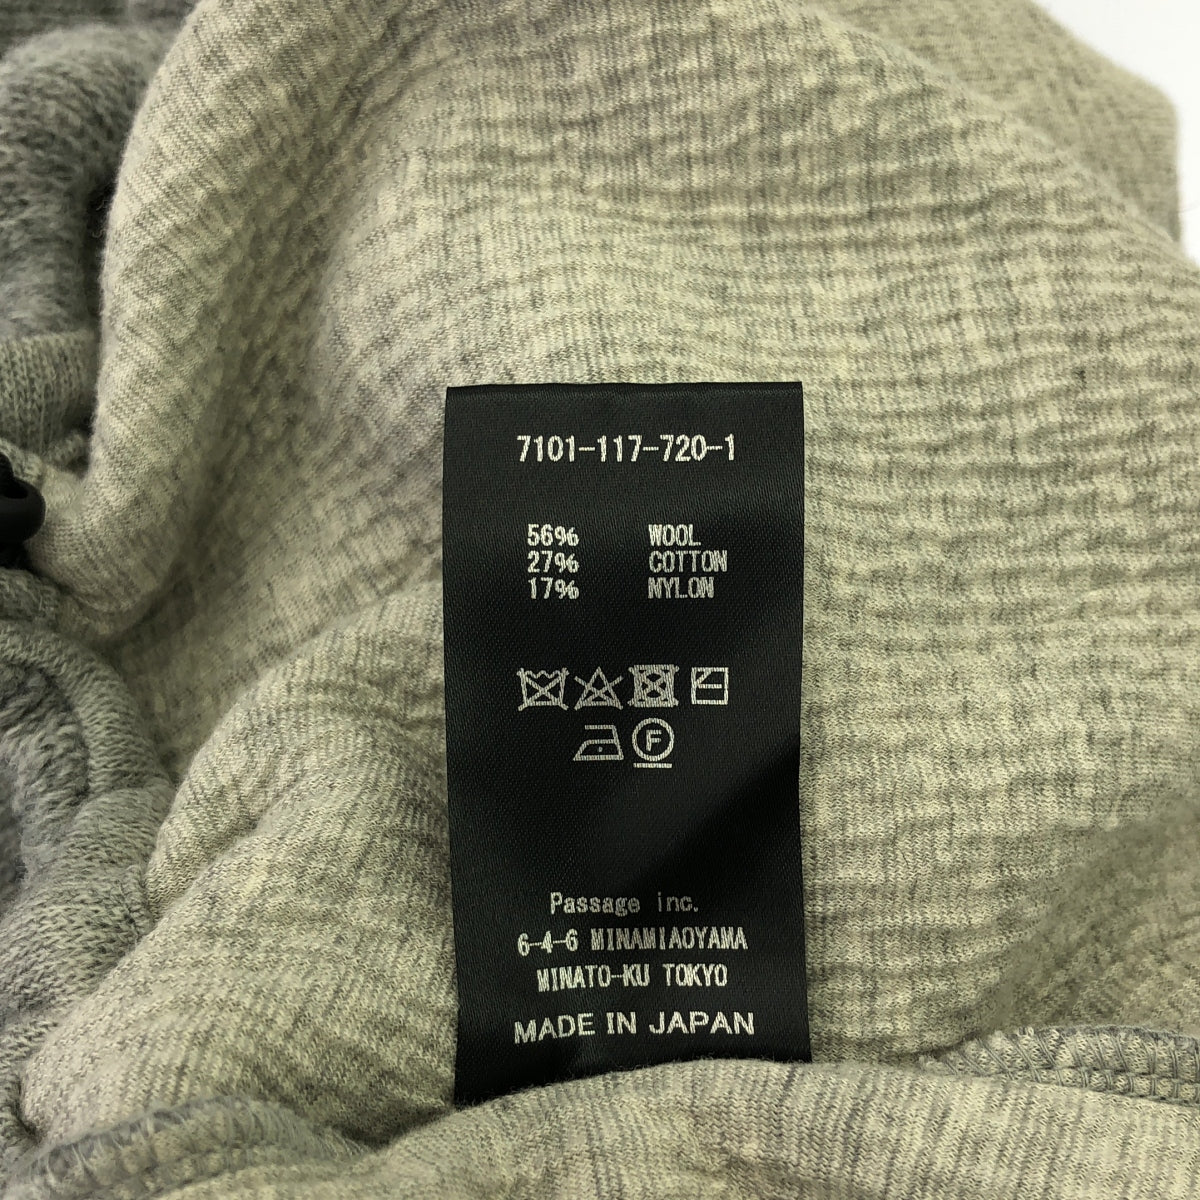 7101-117-720-1
56% WOOL
27% COTTON
17% NYLON
F
Passage inc.
6-4-6 MINAMIAOYAMA
MINATO-KU TOKYO
MADE IN JAPAN